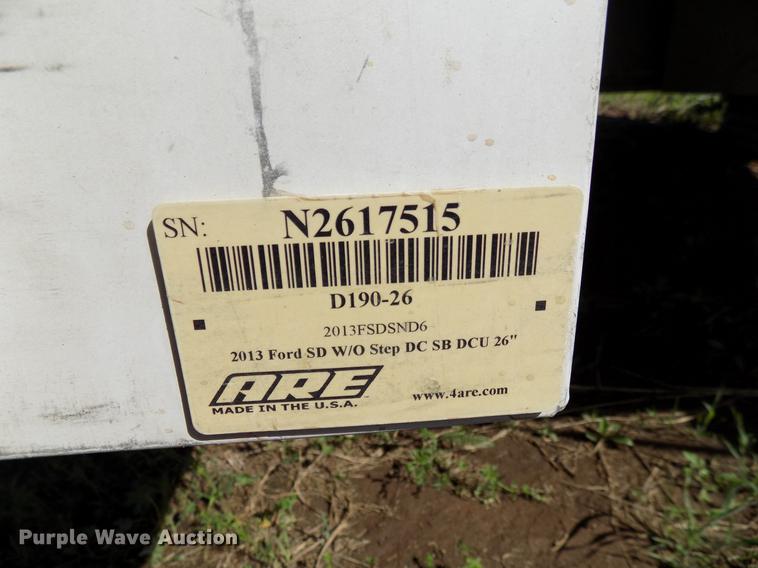 SN: N2617515
D190-26
2013FSDSND6
2013 Ford SD W/O Step DC SB DCU 26"
ARE
MADE IN THE U.S.A.
www.4are.com
Purple Wave Auction